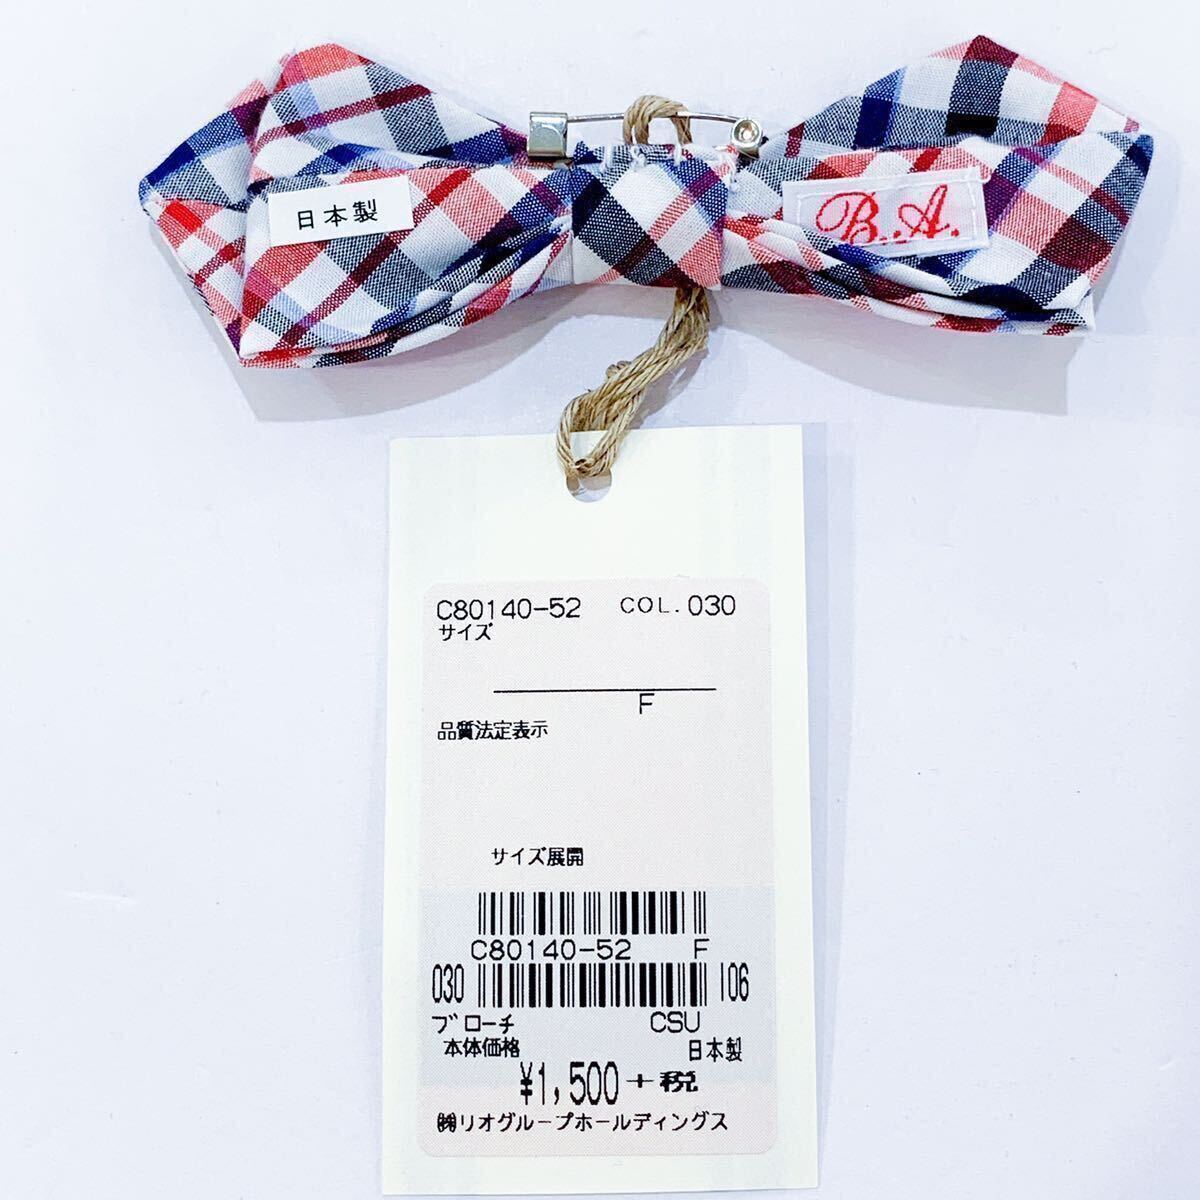 日本製
B.A.
C80140-52 COL.030
サイズ
F
品質法定表示
サイズ展開
C80140-52 F
030 106
ブローチ CSU
本体価格 日本製
¥1,500+税
㈱リオグループホールディングス